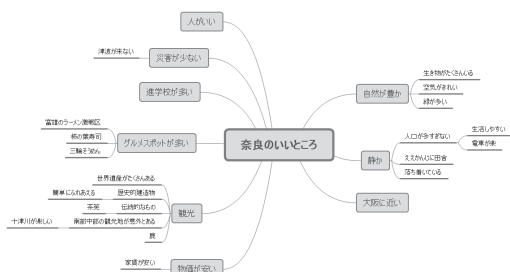 奈良のいいところ
人がいい
災害が少ない
津波が来ない
進学校が多い
グルメスポットが多い
富雄のラーメン激戦区
柿の葉寿司
三輪そうめん
観光
世界遺産がたくさんある
歴史的建造物
簡単にふれあえる
伝統的なもの
茶筅
南部中部の観光地が意外とある
十津川が楽しい
鹿
物価が安い
家賃が安い
自然が豊か
生き物がたくさんいる
空気がきれい
緑が多い
静か
人口が多すぎない
生活しやすい
電車が楽
ええかんじに田舎
落ち着いている
大阪に近い